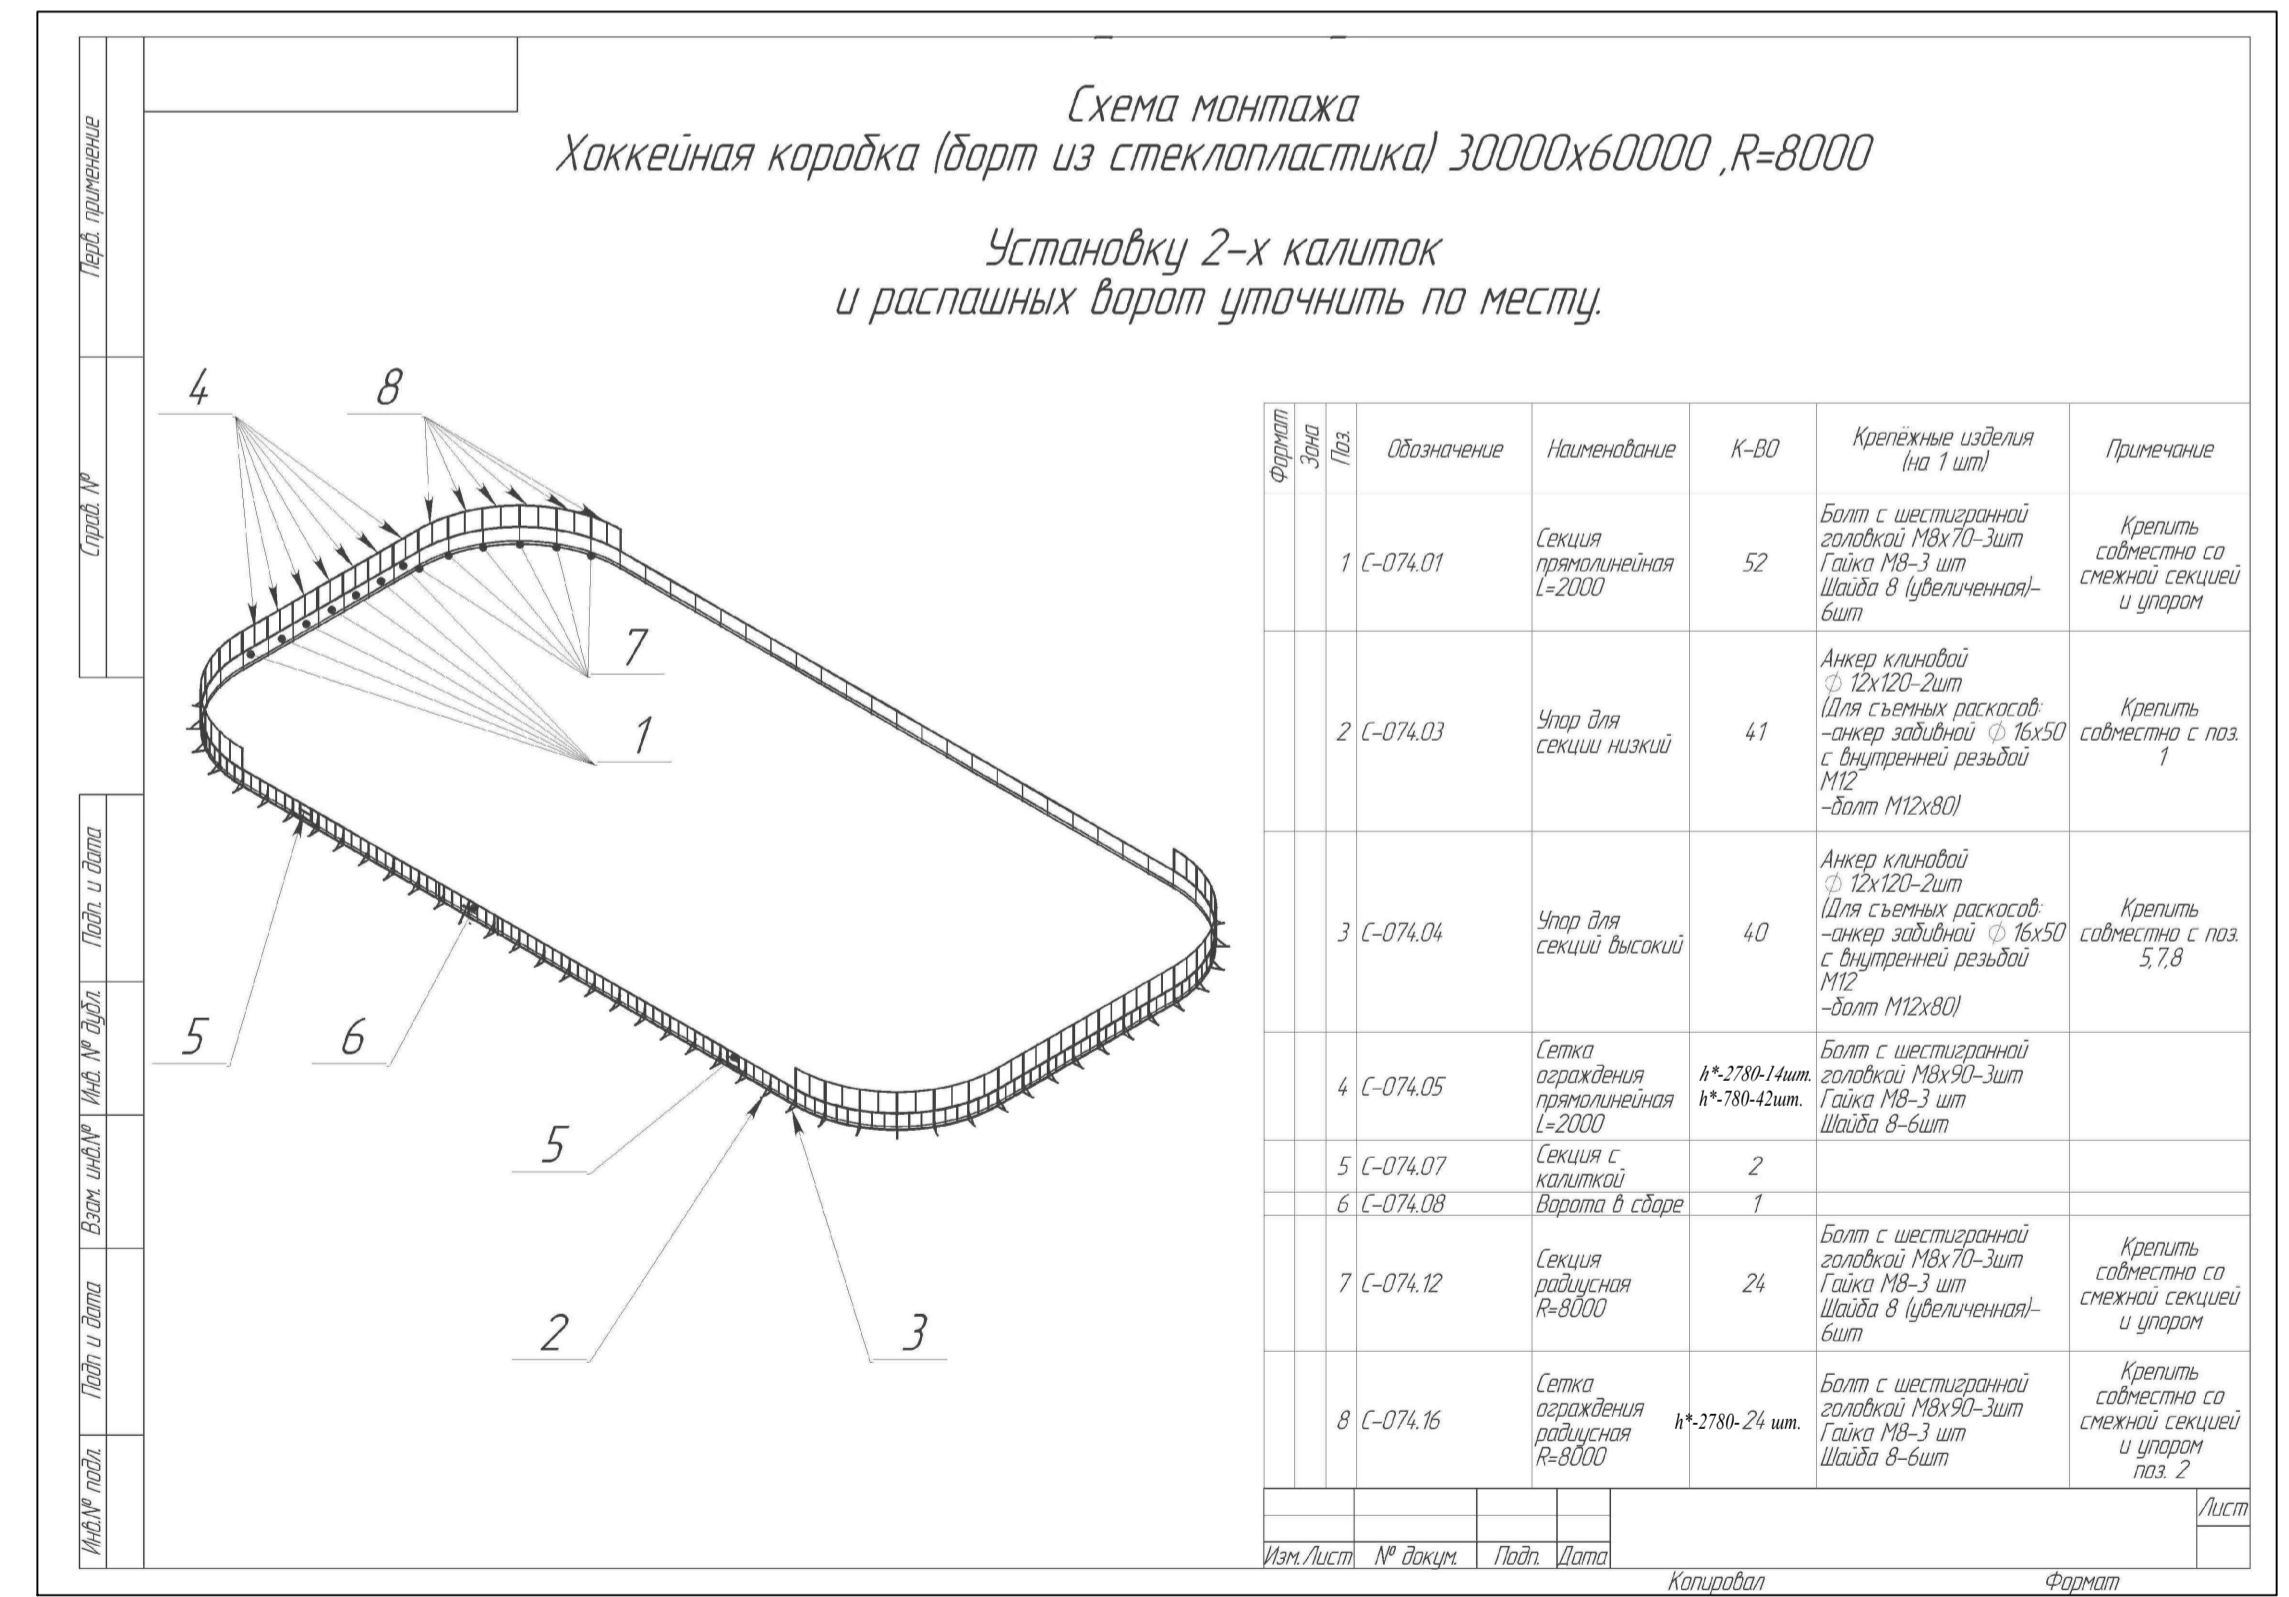 Схема монтажа
Хоккейная коробка (борт из стеклопластика) 30000х60000 ,R=8000
Установку 2-х калиток
и распашных ворот уточнить по месту.
Перв. применение
Справ. №
Подп. и дата
Инв. № дубл.
Взам. инв.№
Подп и дата
Инв.№ подл.
4
8
7
1
5
6
5
2
3
Формат
Зона
Поз.
Обозначение
Наименование
К-ВО
Крепёжные изделия
(на 1 шт)
Примечание
1
С-074.01
Секция
прямолинейная
L=2000
52
Болт с шестигранной
головкой М8х70-3шт
Гайка М8-3 шт
Шайба 8 (увеличенная)-
6шт
Крепить
совместно со
смежной секцией
и упором
2
С-074.03
Упор для
секции низкий
41
Анкер клиновой
∅ 12х120-2шт
(Для съемных раскосов:
-анкер забивной ∅ 16х50
с внутренней резьбой
М12
-болт М12х80)
Крепить
совместно с поз.
1
3
С-074.04
Упор для
секций высокий
40
Анкер клиновой
∅ 12х120-2шт
(Для съемных раскосов:
-анкер забивной ∅ 16х50
с внутренней резьбой
М12
-болт М12х80)
Крепить
совместно с поз.
5,7,8
4
С-074.05
Сетка
ограждения
прямолинейная
L=2000
h*-2780-14шт.
h*-780-42шт.
Болт с шестигранной
головкой М8х90-3шт
Гайка М8-3 шт
Шайба 8-6шт
5
С-074.07
Секция с
калиткой
2
6
С-074.08
Ворота в сборе
1
7
С-074.12
Секция
радиусная
R=8000
24
Болт с шестигранной
головкой М8х70-3шт
Гайка М8-3 шт
Шайба 8 (увеличенная)-
6шт
Крепить
совместно со
смежной секцией
и упором
8
С-074.16
Сетка
ограждения
радиусная
R=8000
h*-2780-24 шт.
Болт с шестигранной
головкой М8х90-3шт
Гайка М8-3 шт
Шайба 8-6шт
Крепить
совместно со
смежной секцией
и упором
поз. 2
Изм.
Лист
№ докум.
Подп.
Дата
Лист
Копировал
Формат